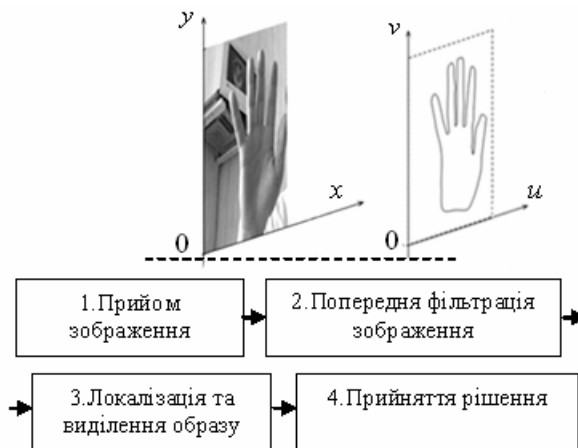 y
v
x
u
0
0
1.Прийом
зображення
2.Попередня фільтрація
зображення
3.Локалізація та
виділення образу
4.Прийняття рішення